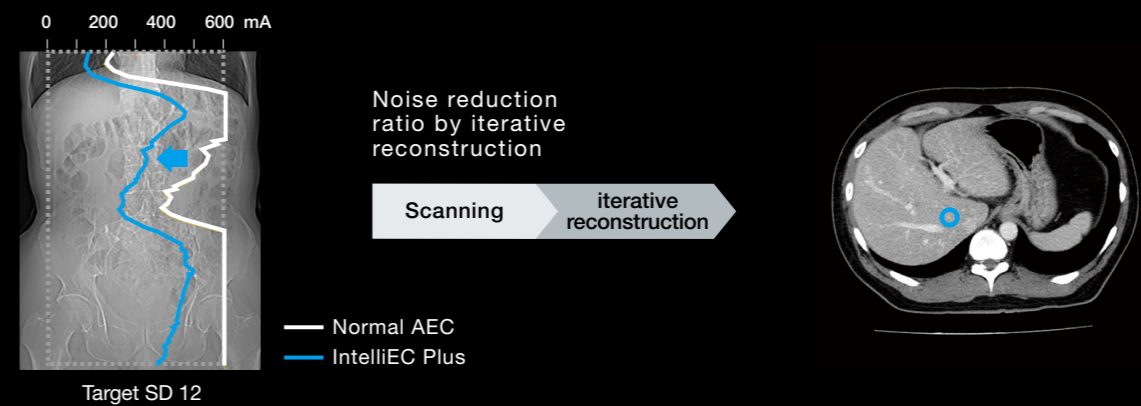 0 200 400 600 mA
Noise reduction
ratio by iterative
reconstruction
Scanning
iterative
reconstruction
Normal AEC
IntelliEC Plus
Target SD 12